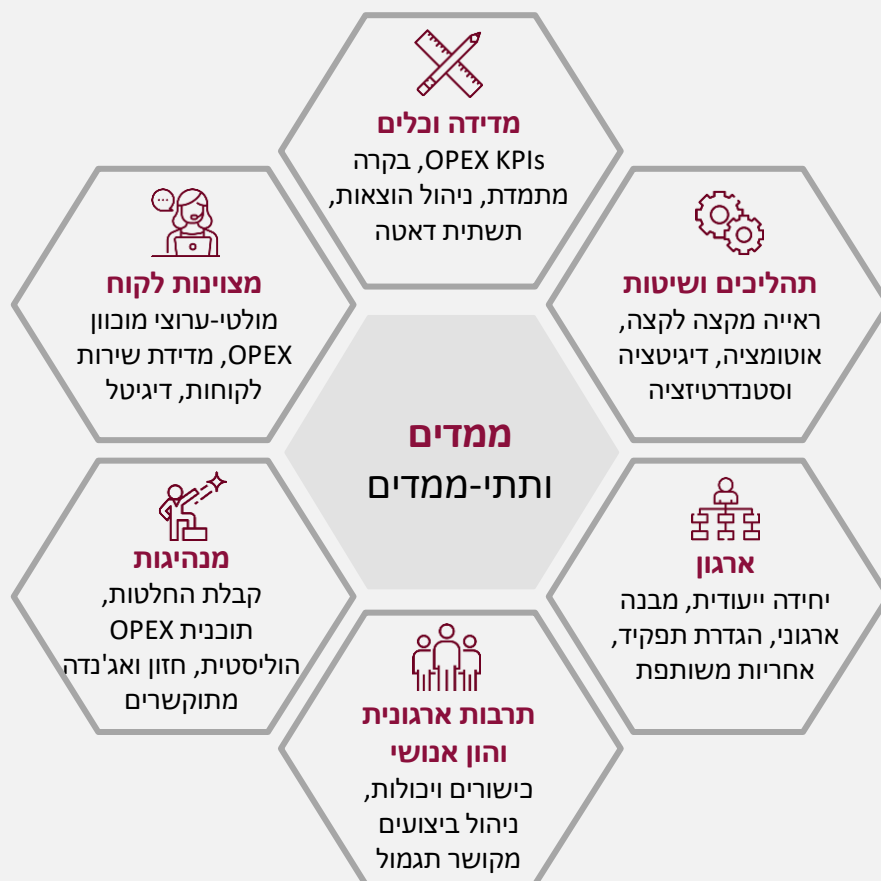 מדידה וכלים
OPEX KPIs, בקרה
מתמדת, ניהול הוצאות,
תשתית דאטה
תהליכים ושיטות
ראייה מקצה לקצה,
אוטומציה, דיגיטציה
וסטנדרטיזציה
מצוינות לקוח
מולטי-ערוצי מוכוון
OPEX, מדידת שירות
לקוחות, דיגיטל
ממדים
ותתי-ממדים
ארגון
יחידה ייעודית, מבנה
ארגוני, הגדרת תפקיד,
אחריות משותפת
מנהיגות
קבלת החלטות,
תוכנית OPEX
הוליסטית, חזון ואג'נדה
מתוקשרים
תרבות ארגונית
והון אנושי
כישורים ויכולות,
ניהול ביצועים
מקושר תגמול